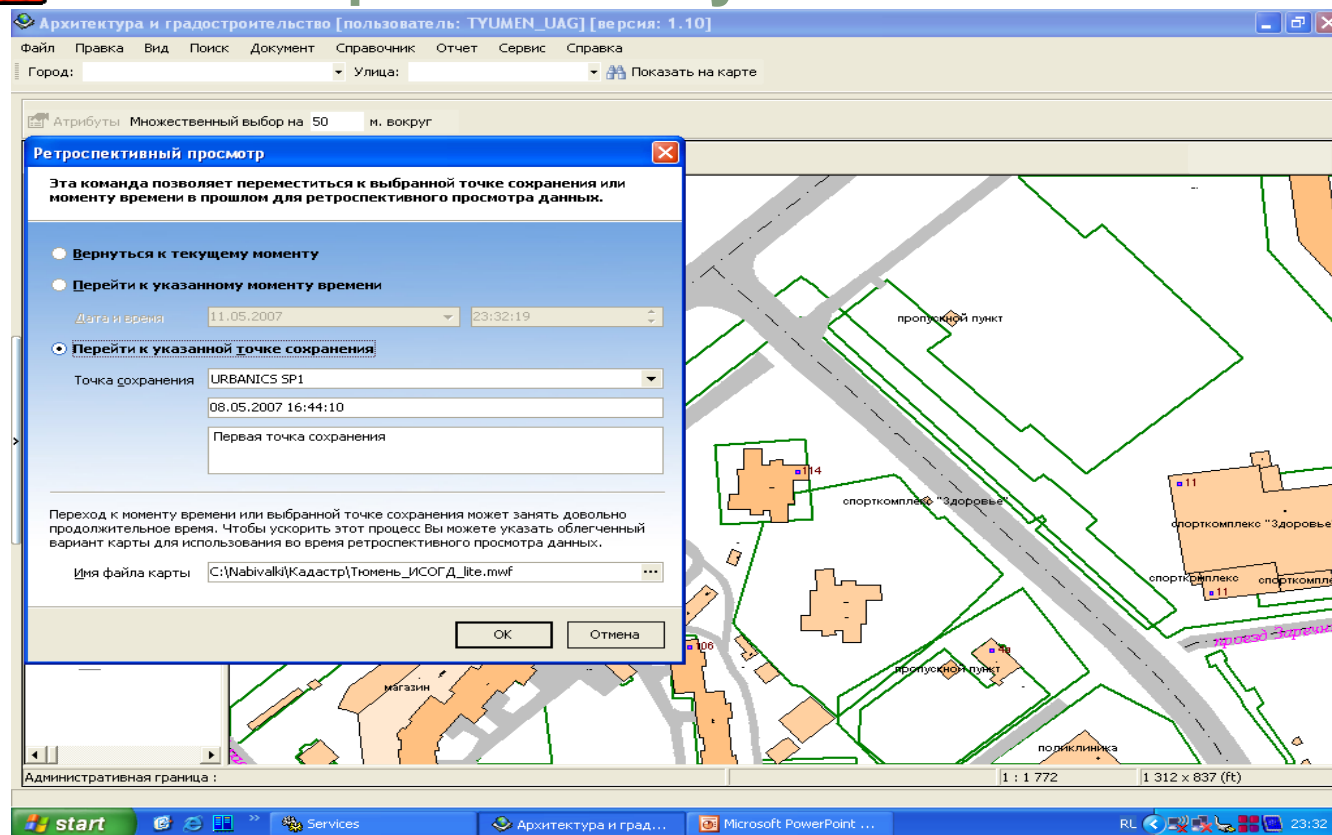 Архитектура и градостроительство [пользователь: TYUMEN_UAG] [версия: 1.10]
Файл Правка Вид Поиск Документ Справочник Отчет Сервис Справка
Город: Улица: Показать на карте
Атрибуты Множественный выбор на 50 м. вокруг
Ретроспективный просмотр
Эта команда позволяет переместиться к выбранной точке сохранения или
моменту времени в прошлом для ретроспективного просмотра данных.
Вернуться к текущему моменту
Перейти к указанному моменту времени
Дата и время 11.05.2007 23:32:19
Перейти к указанной точке сохранения
Точка сохранения URBANICS SP1
08.05.2007 16:44:10
Первая точка сохранения
Переход к моменту времени или выбранной точке сохранения может занять довольно
продолжительное время. Чтобы ускорить этот процесс Вы можете указать облегченный
вариант карты для использования во время ретроспективного просмотра данных.
Имя файла карты C:\Nabivalki\Кадастр\Тюмень_ИСОГД_lite.mwf ...
ОК Отмена
пропускной пункт
114
спорткомплекс "Здоровье"
11
спорткомплекс "Здоровье
спорткомплекс спорткомпле
11
проезд Заречн
106
4а
пропускной пункт
магазин
поликлиника
Административная граница : 1 : 1 772 1 312 x 837 (ft)
start Services Архитектура и град... Microsoft PowerPoint ... RL 23:32